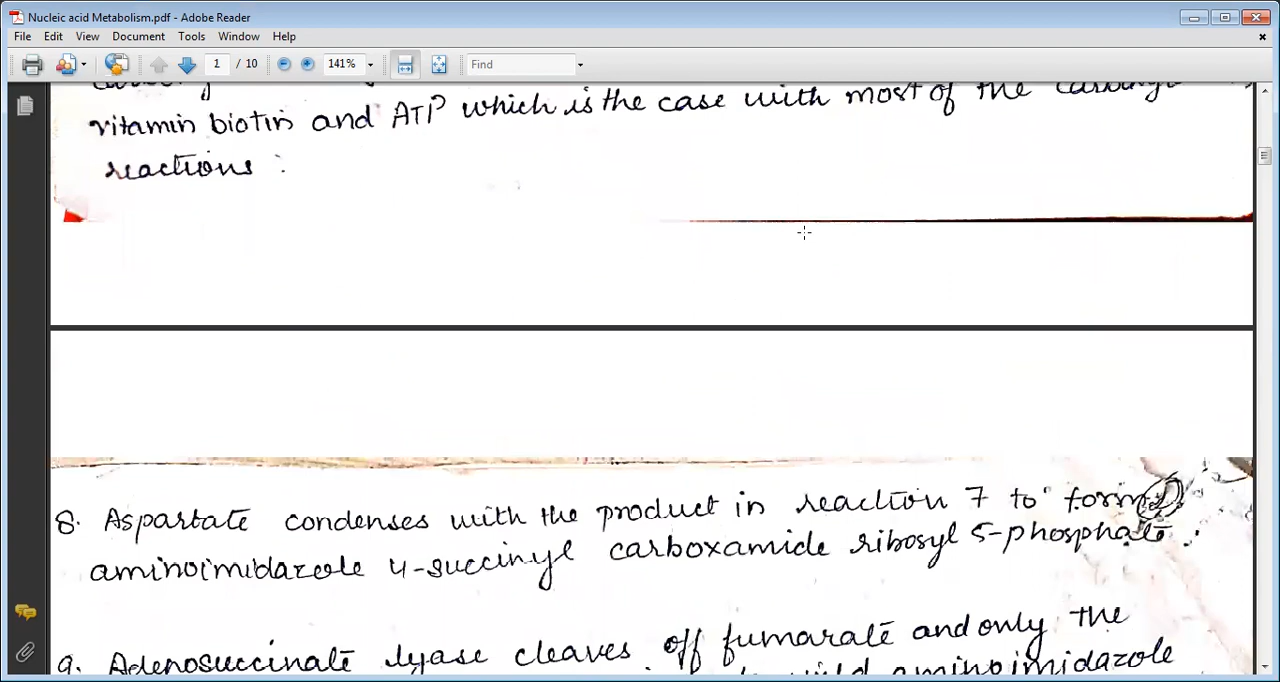 Nucleic acid Metabolism.pdf - Adobe Reader
File Edit View Document Tools Window Help
1 / 10 141% Find
vitamin biotin and ATP which is the case with most of the
reactions :
8. Aspartate condenses with the product in reaction 7 to form
aminoimidazole 4-succinyl carboxamide ribosyl 5-phosphate.
9. Adenosuccinate lyase cleaves off fumarate and only the
aminoimidazole